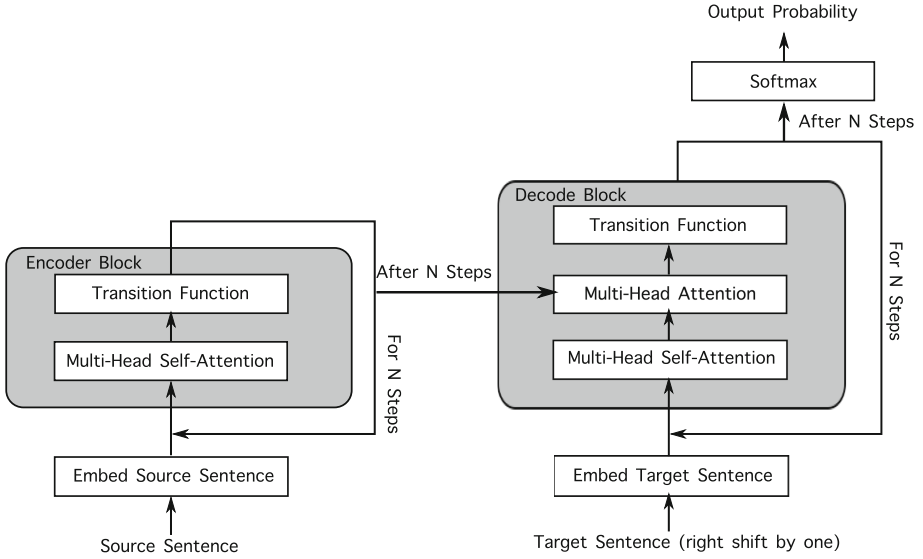 Output Probability
Softmax
After N Steps
Decode Block
Transition Function
Encoder Block
After N Steps
For N Steps
Transition Function
Multi-Head Attention
Multi-Head Self-Attention
For N Steps
Multi-Head Self-Attention
Embed Source Sentence
Embed Target Sentence
Source Sentence
Target Sentence (right shift by one)